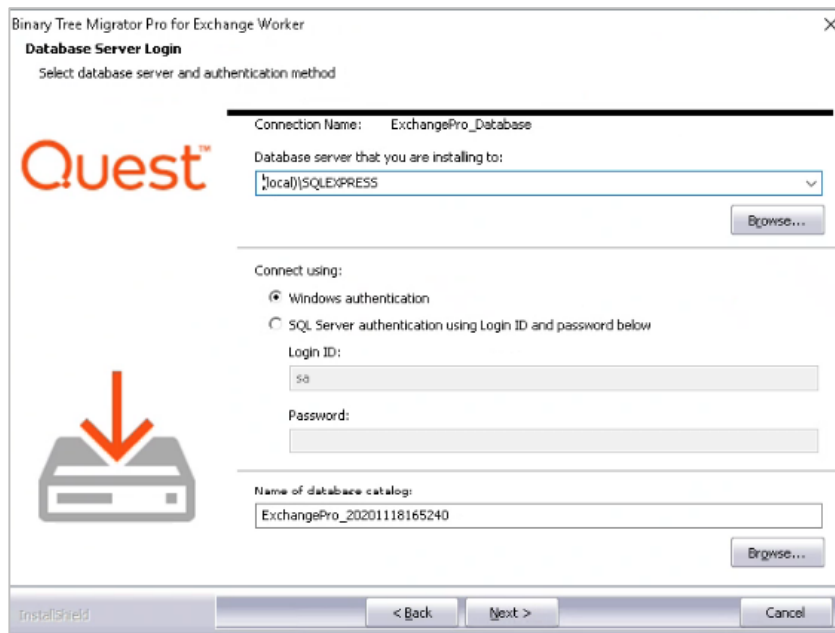 Binary Tree Migrator Pro for Exchange Worker
Database Server Login
Select database server and authentication method
Quest™
Connection Name: ExchangePro_Database
Database server that you are installing to:
(local)\SQLEXPRESS
Browse...
Connect using:
Windows authentication
SQL Server authentication using Login ID and password below
Login ID:
sa
Password:
Name of database catalog:
ExchangePro_20201118165240
Browse...
InstallShield
< Back
Next >
Cancel